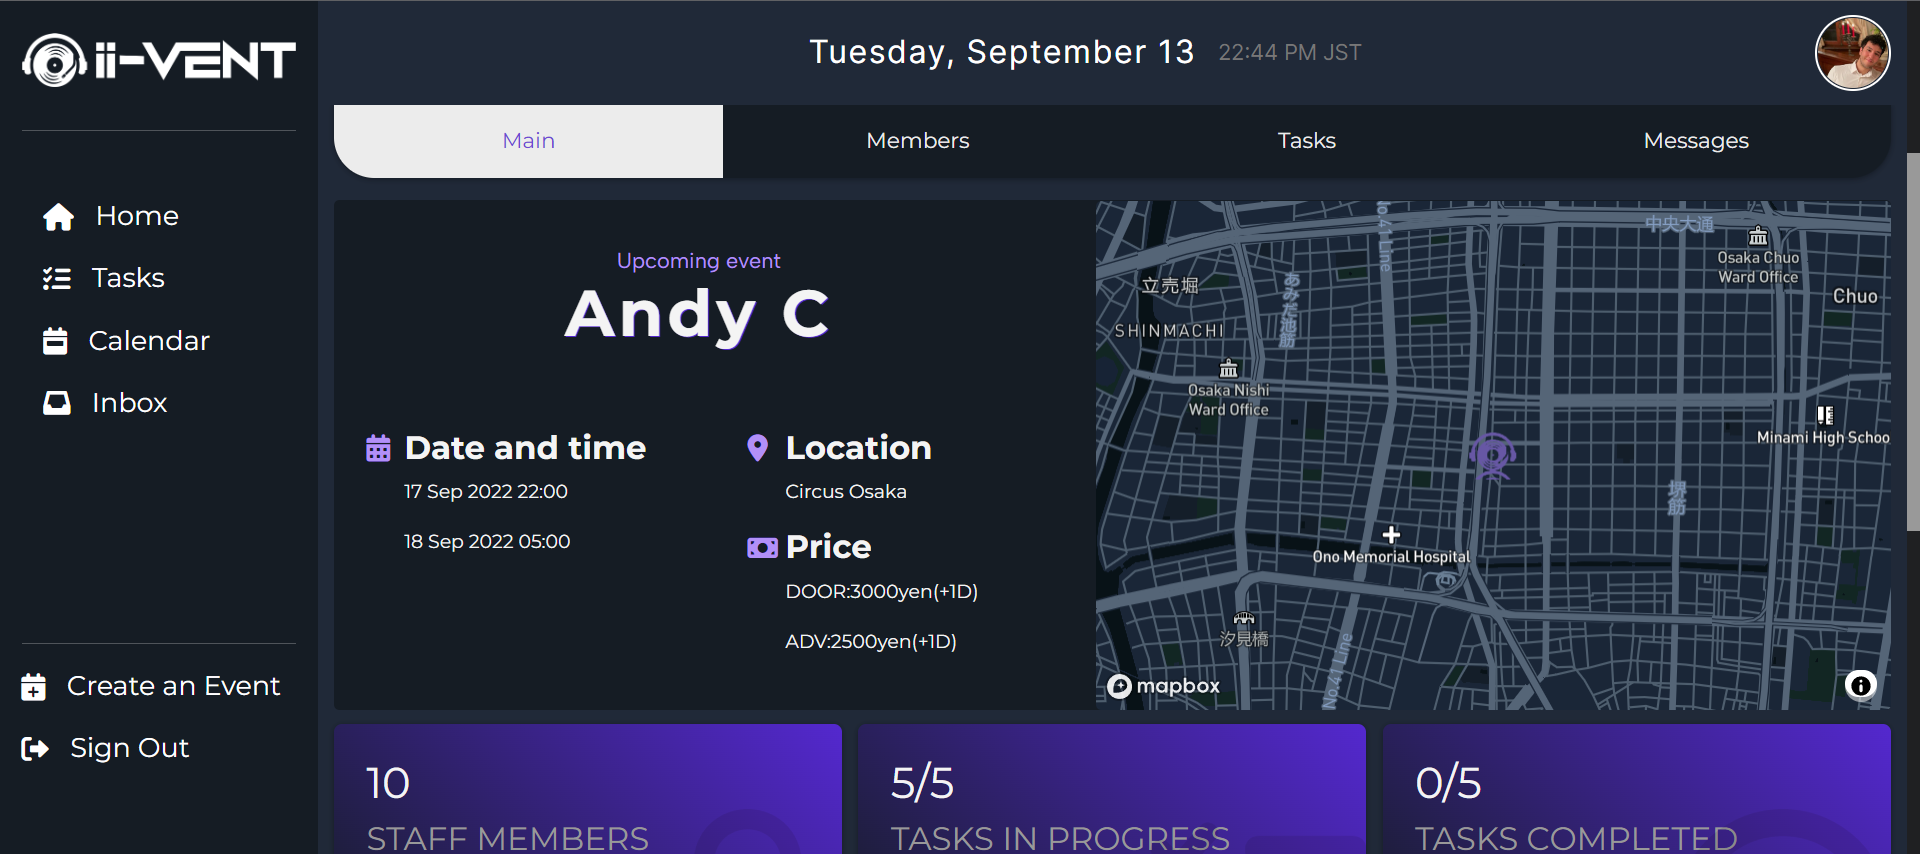 ii-VENT
Tuesday, September 13 22:44 PM JST
Main
Members
Tasks
Messages
Home
Tasks
Calendar
Inbox
Create an Event
Sign Out
Upcoming event
Andy C
Date and time
17 Sep 2022 22:00
18 Sep 2022 05:00
Location
Circus Osaka
Price
DOOR:3000yen(+1D)
ADV:2500yen(+1D)
No.41 Line
中央大通
Osaka Chuo
Ward Office
Chuo
立売堀
あみだ池筋
SHINMACHI
Osaka Nishi
Ward Office
Minami High Schoo
堺筋
Ono Memorial Hospital
汐見橋
No.41 Line
mapbox
10
STAFF MEMBERS
5/5
TASKS IN PROGRESS
0/5
TASKS COMPLETED